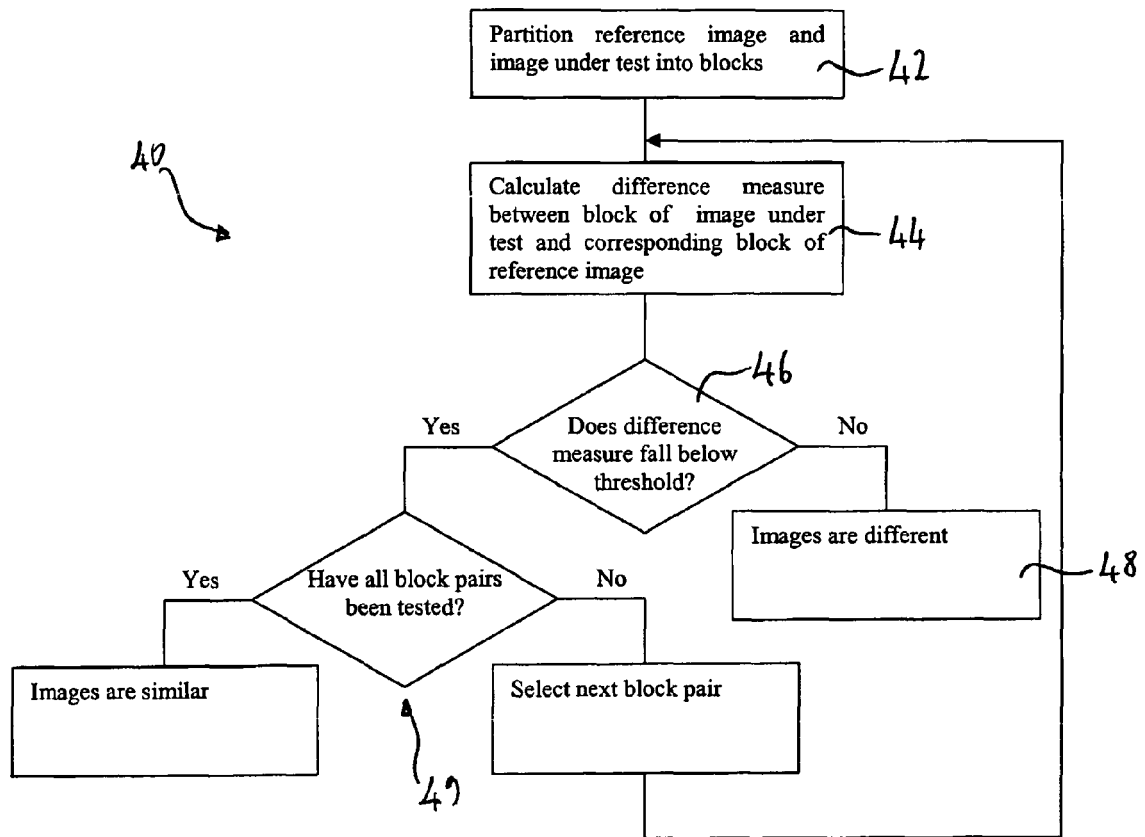 Partition reference image and
image under test into blocks
42
40
Calculate difference measure
between block of image under
test and corresponding block of
reference image
44
46
Yes
Does difference
measure fall below
threshold?
No
Images are different
48
Yes
Have all block pairs
been tested?
No
Images are similar
Select next block pair
49